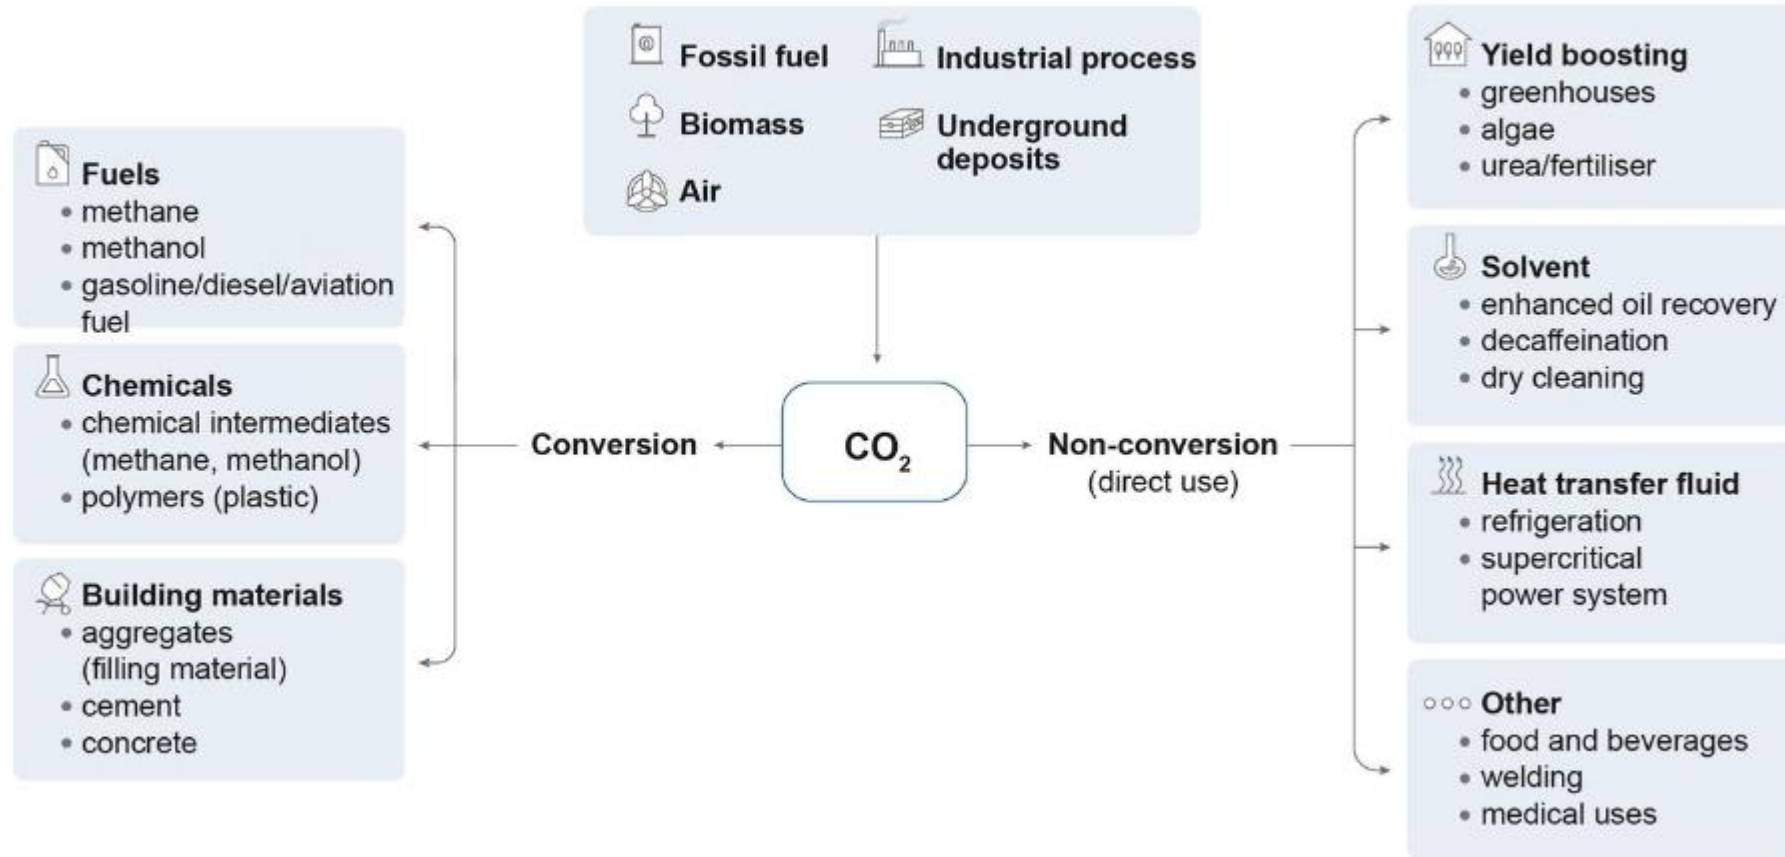 Fossil fuel
Biomass
Air
Industrial process
Underground
deposits
Fuels
• methane
• methanol
• gasoline/diesel/aviation
fuel
Chemicals
• chemical intermediates
(methane, methanol)
• polymers (plastic)
Building materials
• aggregates
(filling material)
• cement
• concrete
Conversion
CO₂
Non-conversion
(direct use)
Yield boosting
• greenhouses
• algae
• urea/fertiliser
Solvent
• enhanced oil recovery
• decaffeination
• dry cleaning
Heat transfer fluid
• refrigeration
• supercritical
power system
Other
• food and beverages
• welding
• medical uses